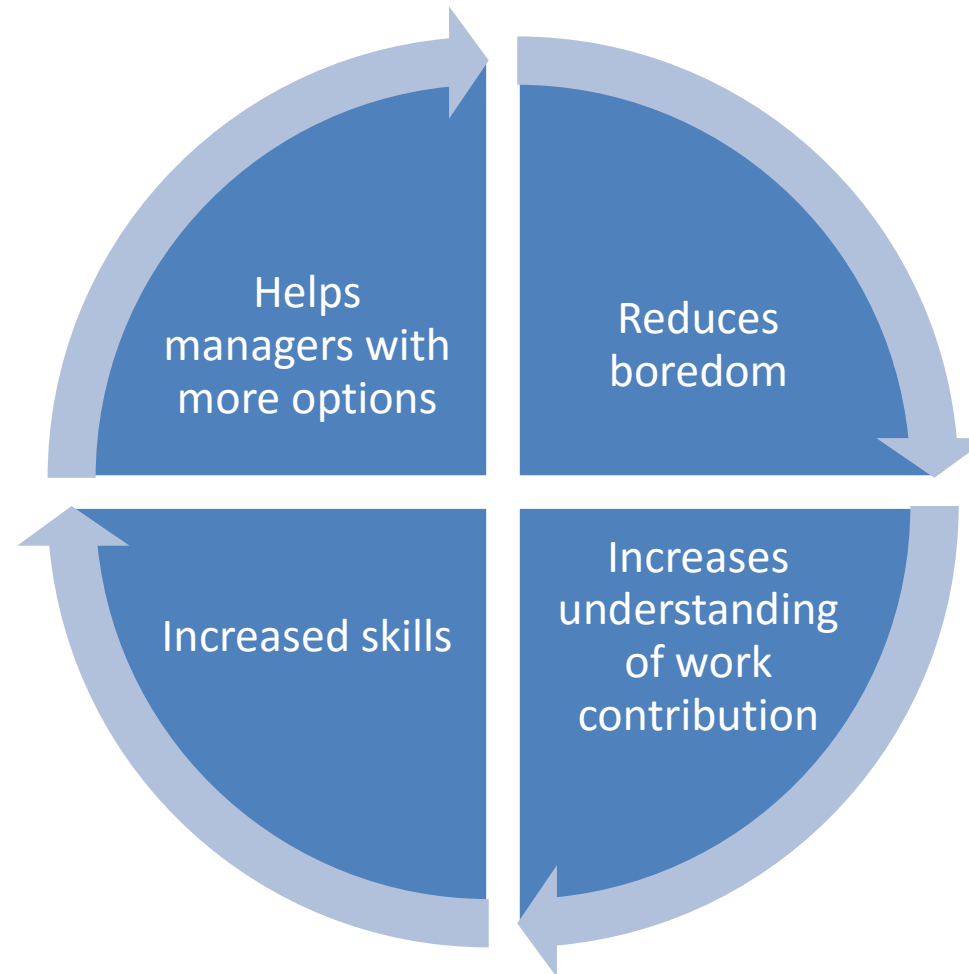 Helps
managers with
more options
Reduces
boredom
Increases
understanding
of work
contribution
Increased skills